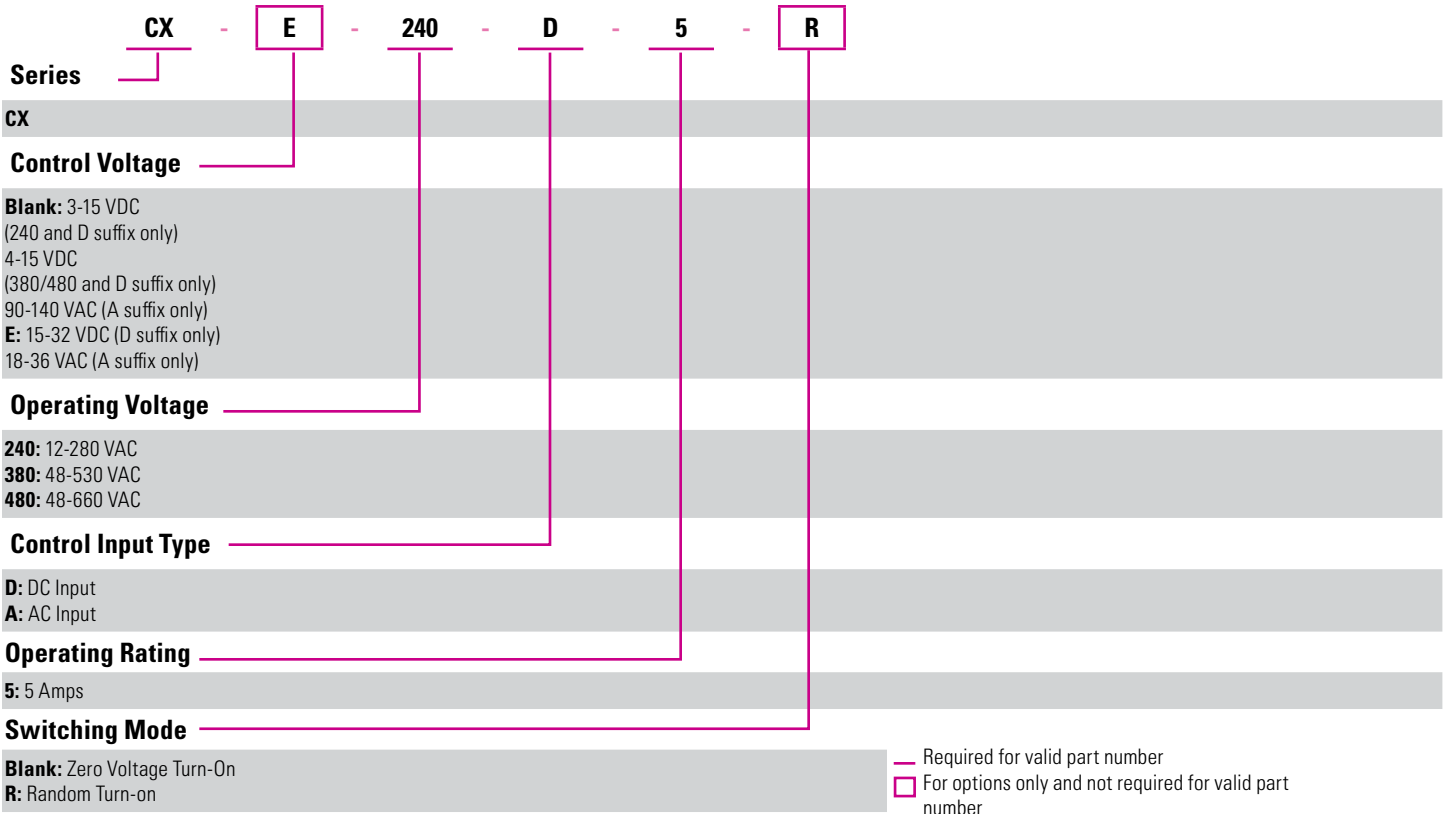 CX - E - 240 - D - 5 - R
Series
CX
Control Voltage
Blank: 3-15 VDC
(240 and D suffix only)
4-15 VDC
(380/480 and D suffix only)
90-140 VAC (A suffix only)
E: 15-32 VDC (D suffix only)
18-36 VAC (A suffix only)
Operating Voltage
240: 12-280 VAC
380: 48-530 VAC
480: 48-660 VAC
Control Input Type
D: DC Input
A: AC Input
Operating Rating
5: 5 Amps
Switching Mode
Blank: Zero Voltage Turn-On
R: Random Turn-on
Required for valid part number
For options only and not required for valid part
number